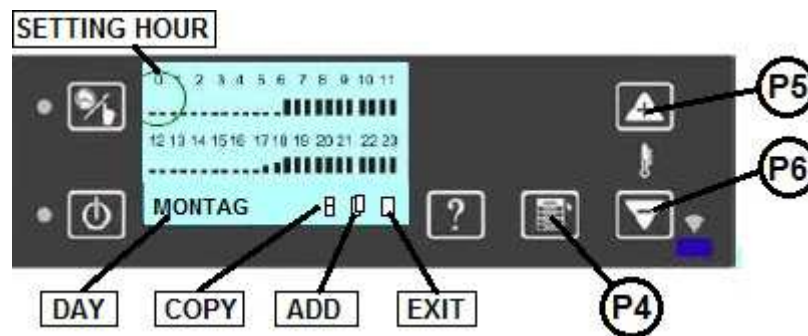 SETTING HOUR
0 1 2 3 4 5 6 7 8 9 10 11
12 13 14 15 16 17 18 19 20 21 22 23
MONTAG
?
P5
P6
P4
DAY
COPY
ADD
EXIT